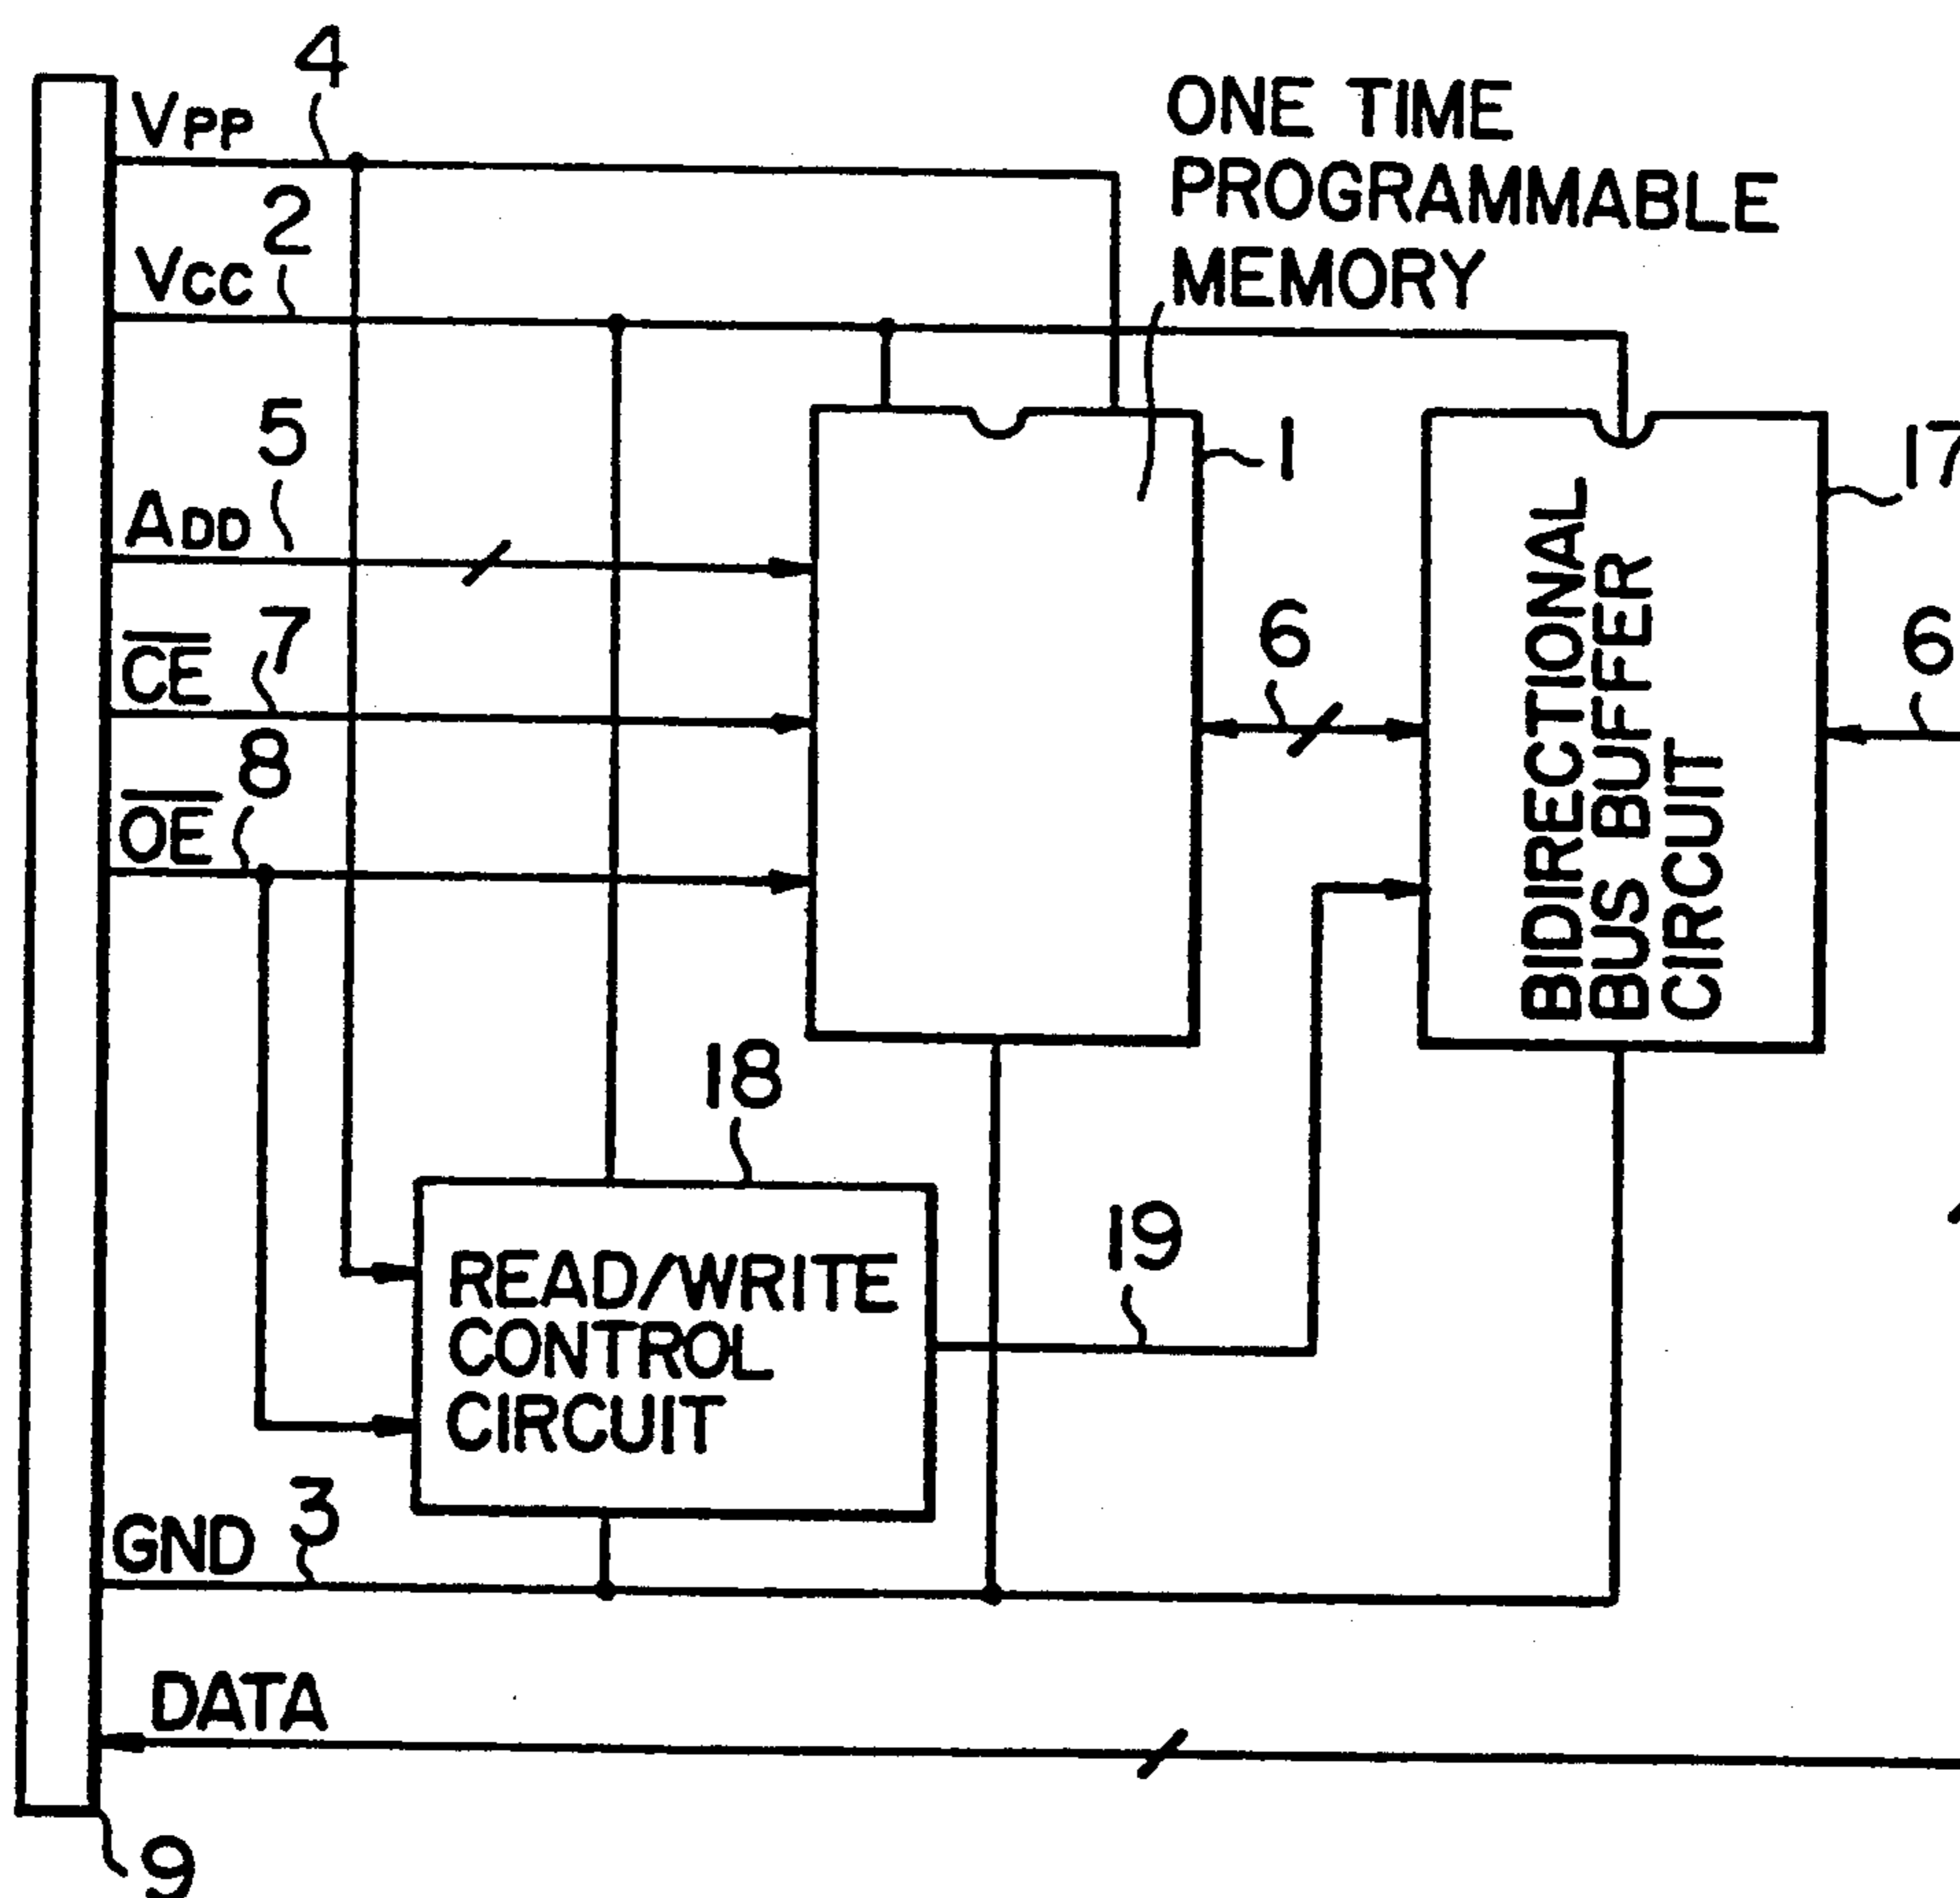 4
VPP
ONE TIME
PROGRAMMABLE
MEMORY
2
VCC
5
1
17
ADD
7
CE
6
6
8
OE
BIDIRECTIONAL
BUS BUFFER
CIRCUIT
18
19
READ/WRITE
CONTROL
CIRCUIT
3
GND
DATA
9